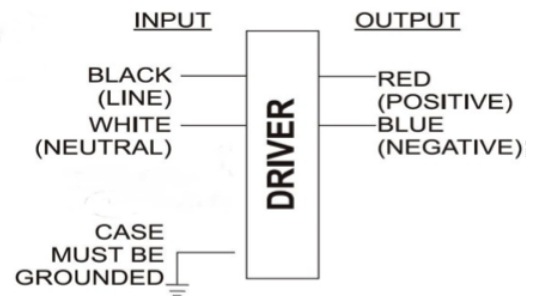 INPUT
OUTPUT
BLACK
(LINE)
WHITE
(NEUTRAL)
DRIVER
RED
(POSITIVE)
BLUE
(NEGATIVE)
CASE
MUST BE
GROUNDED